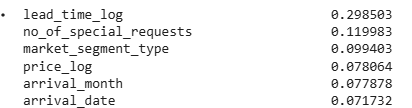 • lead_time_log 0.298503
no_of_special_requests 0.119983
market_segment_type 0.099403
price_log 0.078064
arrival_month 0.077878
arrival_date 0.071732